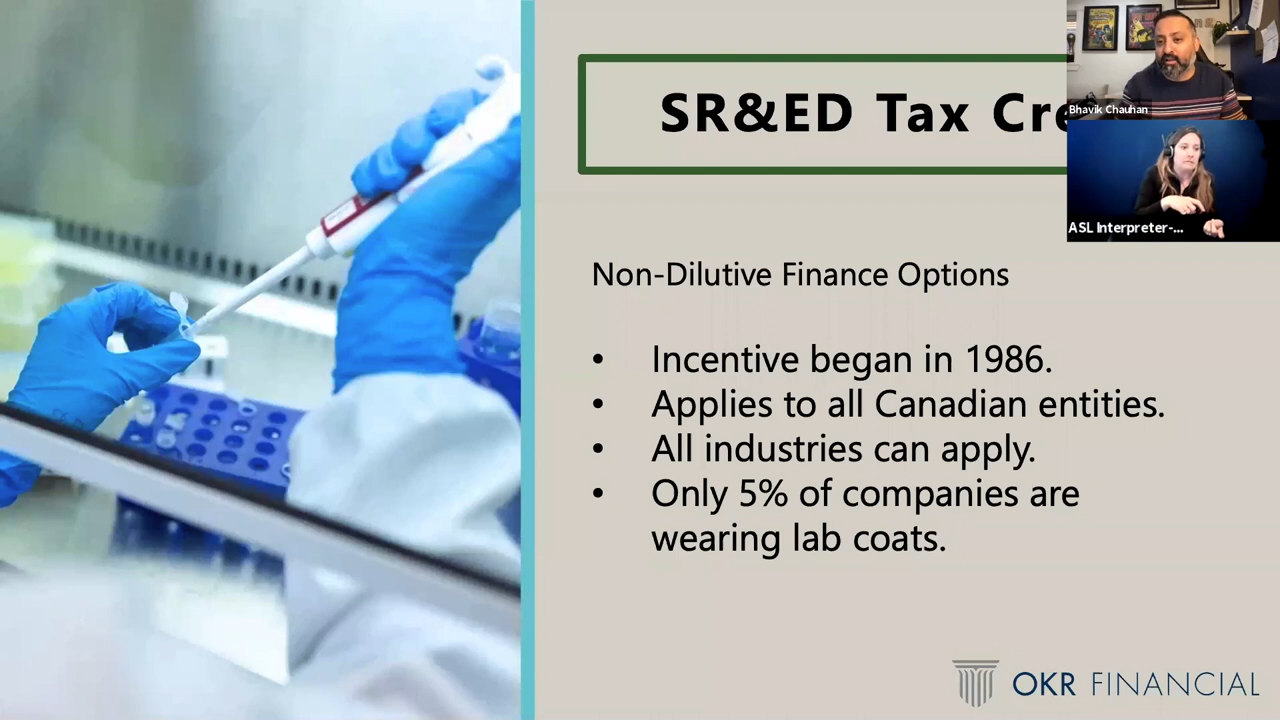 SR&ED Tax Cre
Bhavik Chauhan
ASL Interpreter-...
Non-Dilutive Finance Options
• Incentive began in 1986.
• Applies to all Canadian entities.
• All industries can apply.
• Only 5% of companies are
wearing lab coats.
OKR FINANCIAL